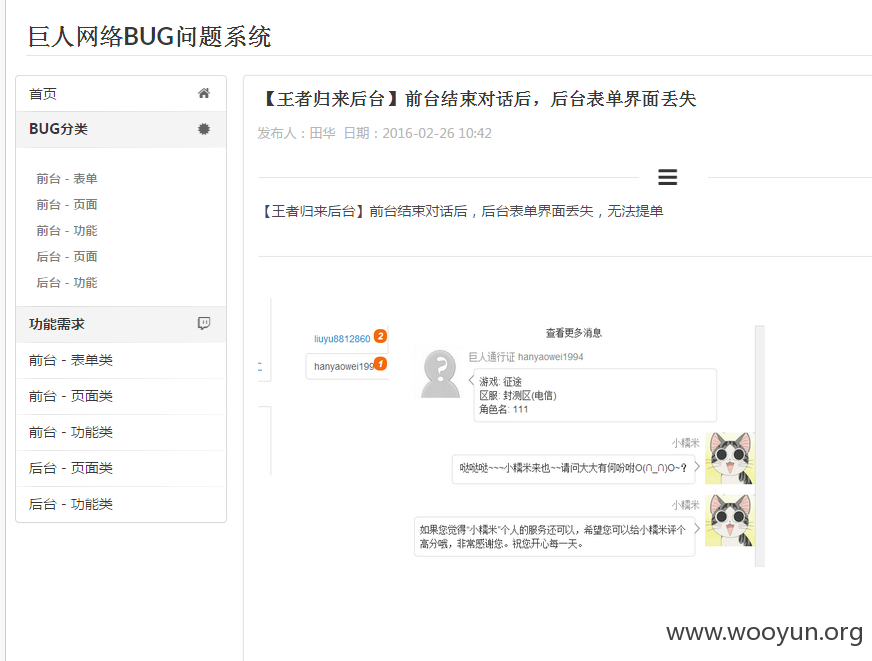 巨人网络BUG问题系统
首页
BUG分类
前台 - 表单
前台 - 页面
前台 - 功能
后台 - 页面
后台 - 功能
功能需求
前台 - 表单类
前台 - 页面类
前台 - 功能类
后台 - 页面类
后台 - 功能类
【王者归来后台】前台结束对话后，后台表单界面丢失
发布人：田华 日期：2016-02-26 10:42
【王者归来后台】前台结束对话后，后台表单界面丢失，无法提单
liuyu8812860 2
hanyaowei199 1
查看更多消息
巨人通行证 hanyaowei1994
游戏: 征途
区服: 封测区(电信)
角色名: 111
小糯米
哒哒哒~~~小糯米来也~~请问大大有何吩咐O(∩_∩)O~?
小糯米
如果您觉得"小糯米"个人的服务还可以，希望您可以给小糯米评个
高分哦，非常感谢您。祝您开心每一天。
www.wooyun.org